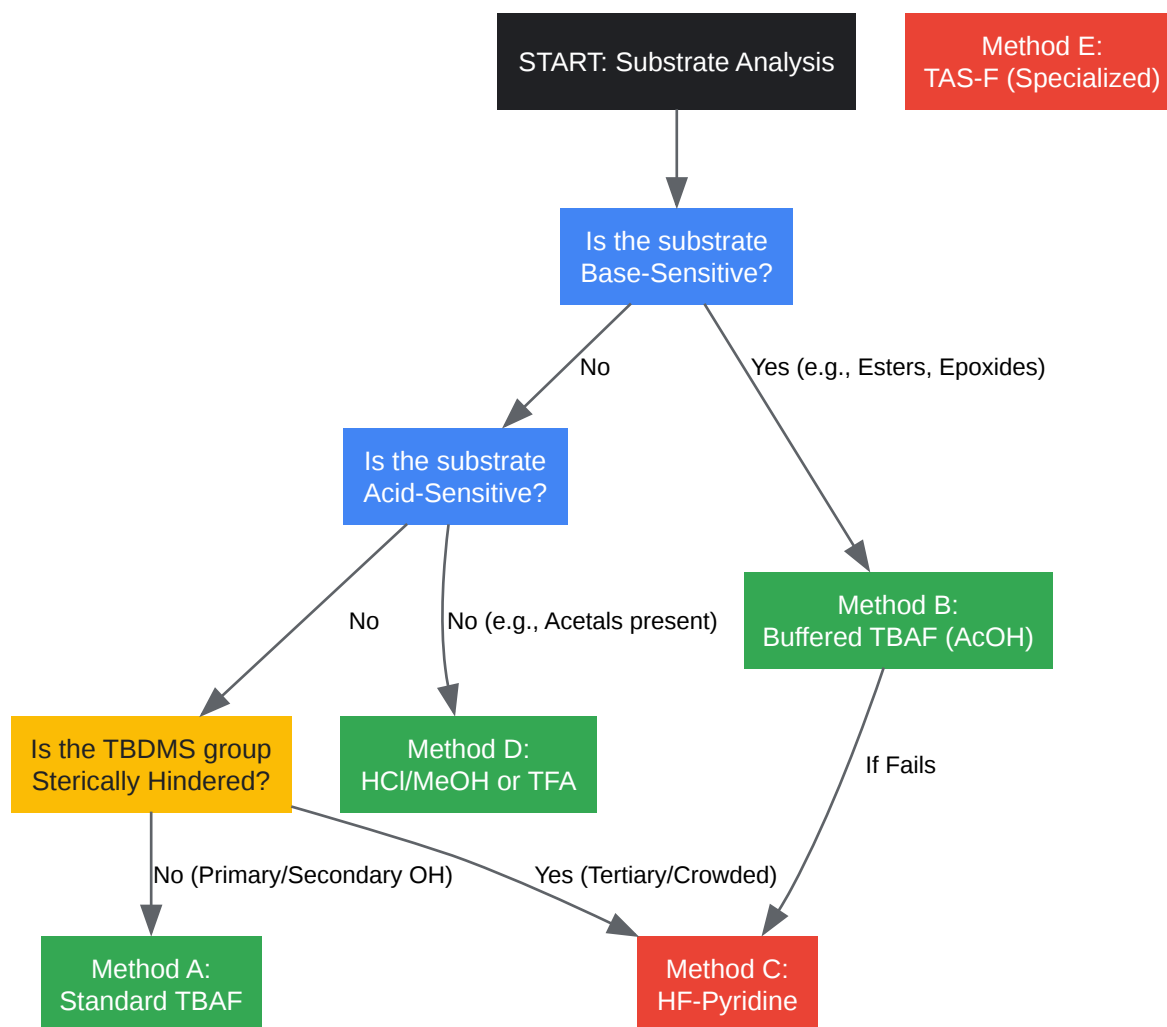 START: Substrate Analysis
Method E:
TAS-F (Specialized)
Is the substrate
Base-Sensitive?
No
Yes (e.g., Esters, Epoxides)
Is the substrate
Acid-Sensitive?
No
No (e.g., Acetals present)
Method B:
Buffered TBAF (AcOH)
Is the TBDMS group
Sterically Hindered?
Method D:
HCl/MeOH or TFA
If Fails
No (Primary/Secondary OH)
Yes (Tertiary/Crowded)
Method A:
Standard TBAF
Method C:
HF-Pyridine